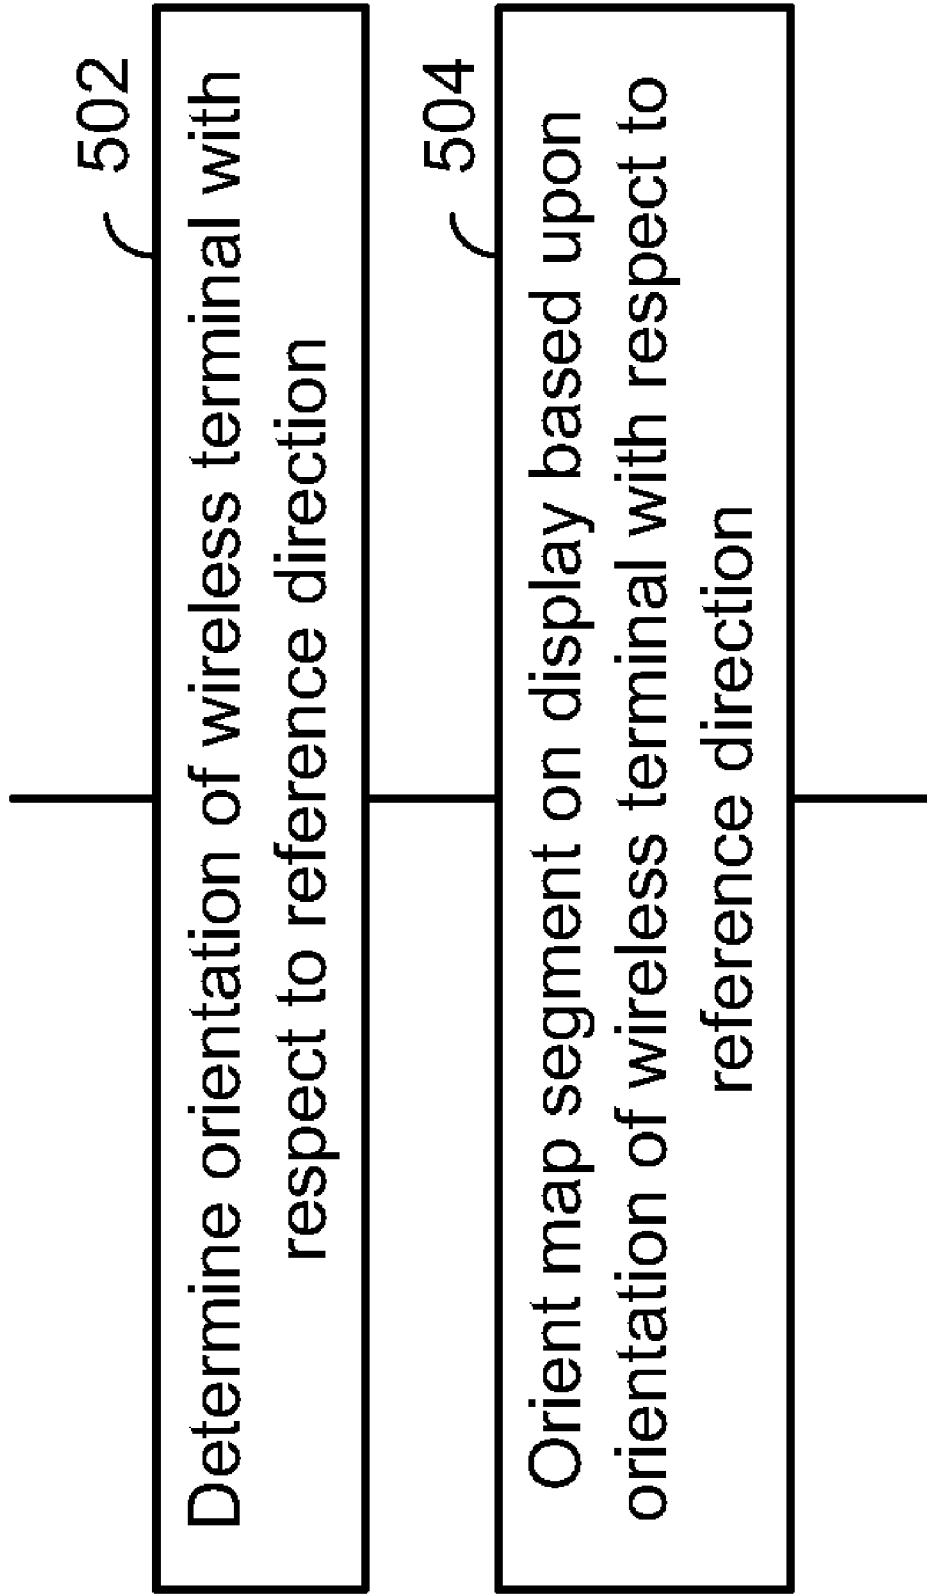 502
Determine orientation of wireless terminal with
respect to reference direction
504
Orient map segment on display based upon
orientation of wireless terminal with respect to
reference direction